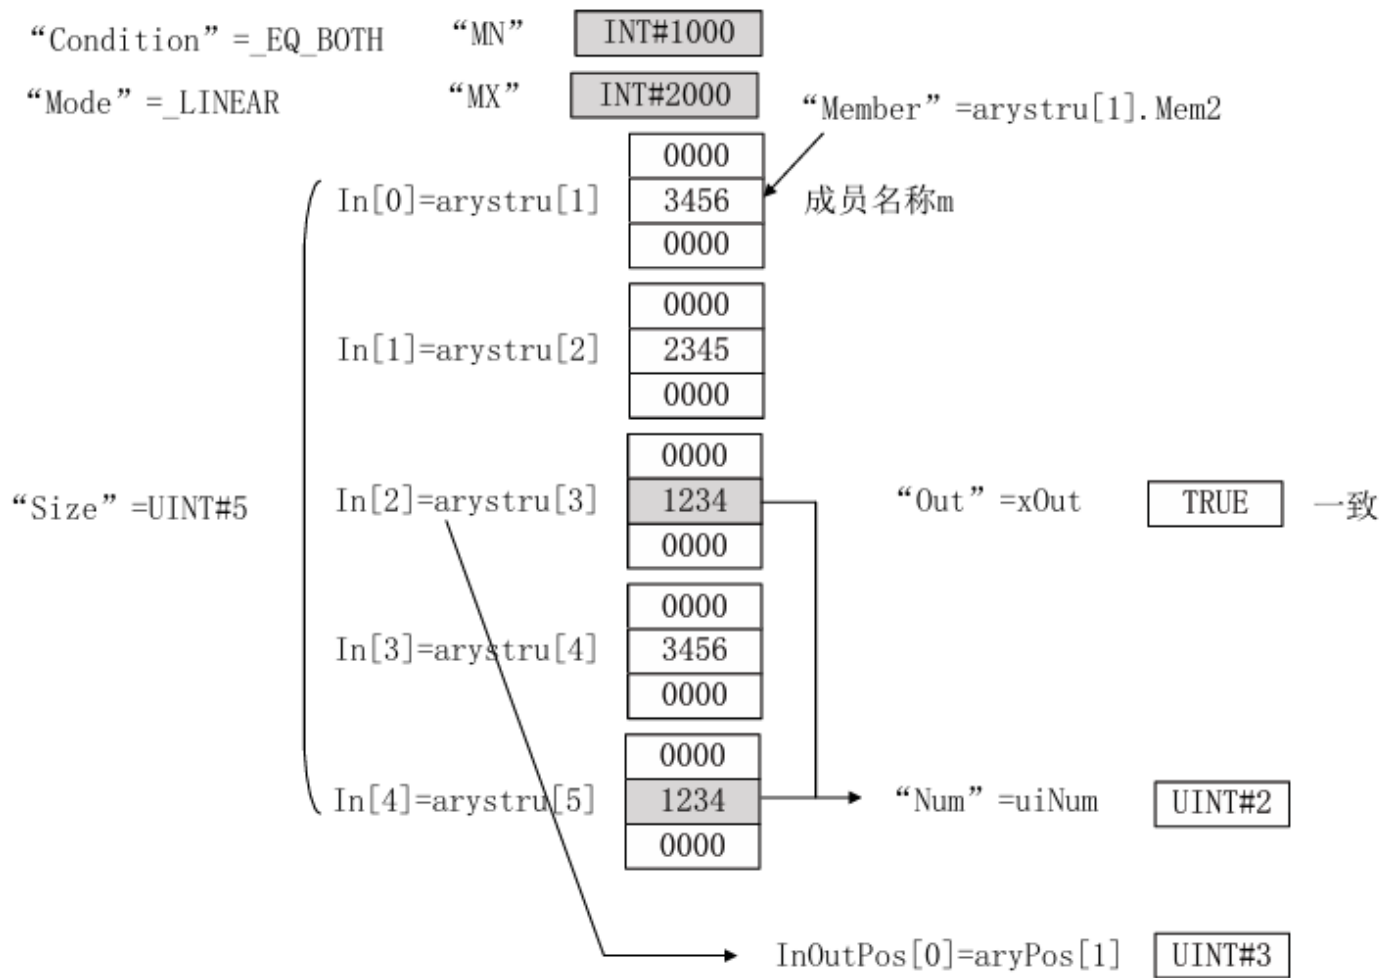 “Condition”=_EQ_BOTH “MN” INT#1000
“Mode”=_LINEAR “MX” INT#2000
“Member”=arystru[1].Mem2
0000
In[0]=arystru[1] 3456 成员名称m
0000
0000
In[1]=arystru[2] 2345
0000
0000
“Size”=UINT#5 In[2]=arystru[3] 1234 “Out”=xOut TRUE 一致
0000
0000
In[3]=arystru[4] 3456
0000
0000
In[4]=arystru[5] 1234 “Num”=uiNum UINT#2
0000
InOutPos[0]=aryPos[1] UINT#3